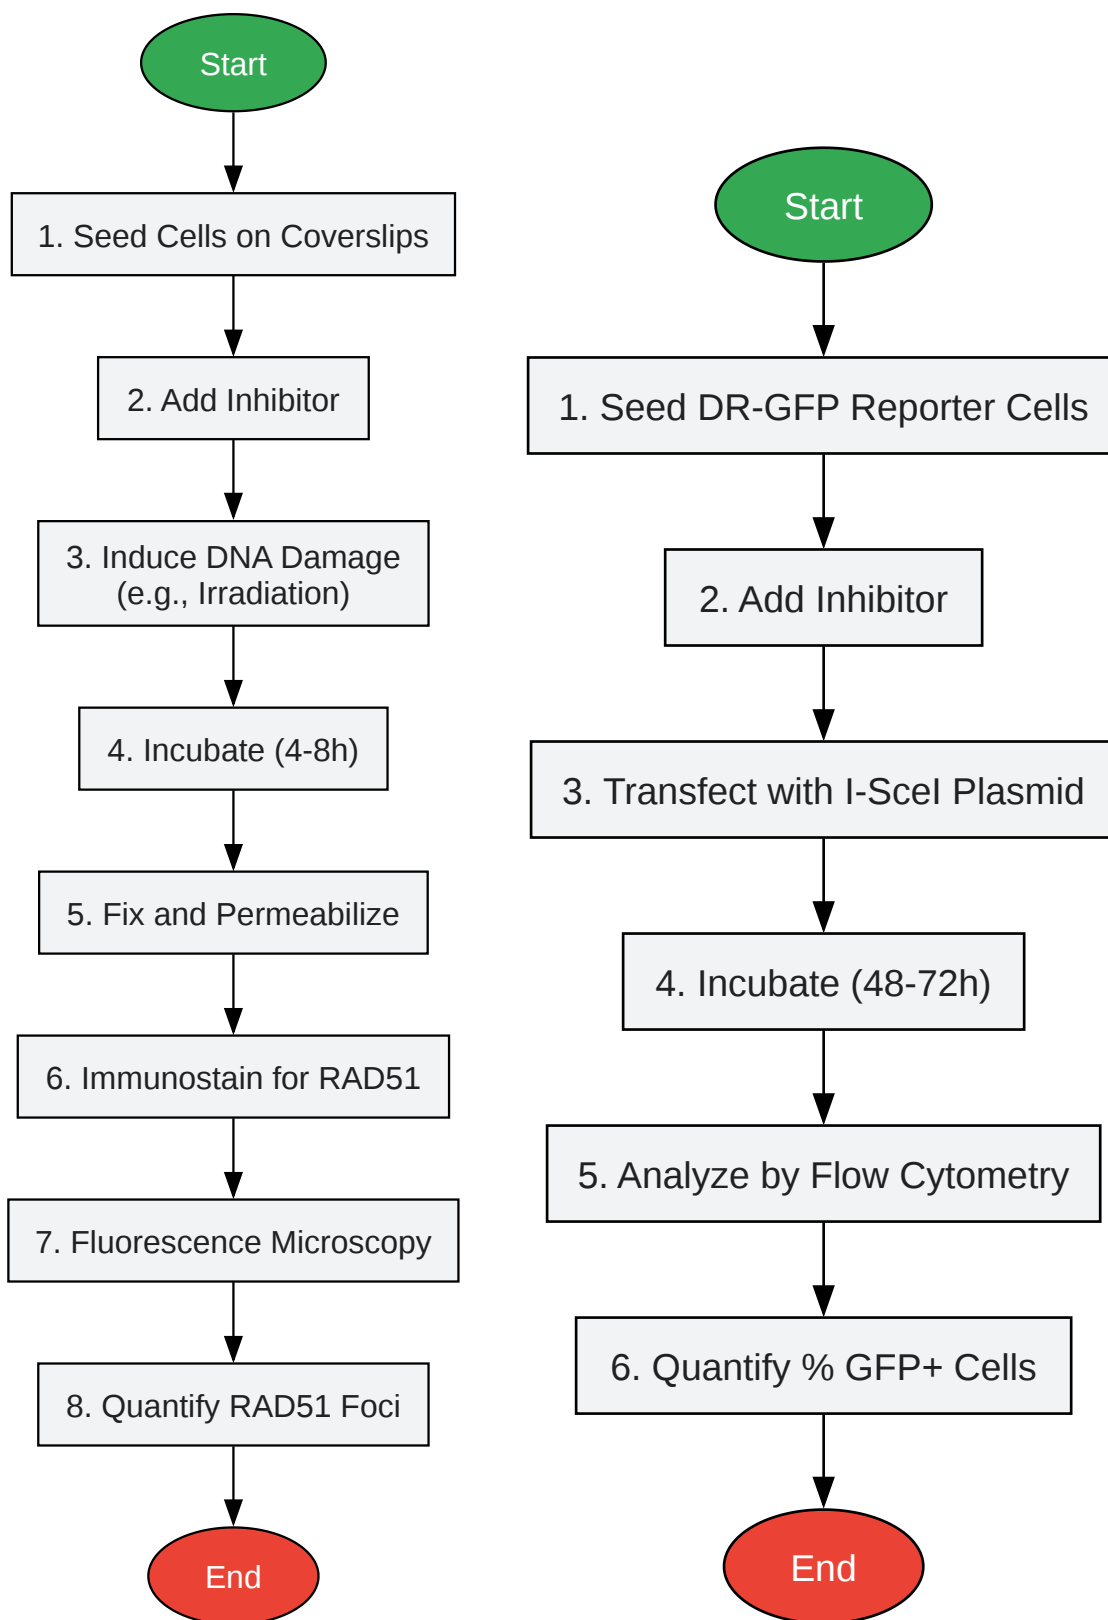 Start
1. Seed Cells on Coverslips
2. Add Inhibitor
3. Induce DNA Damage
(e.g., Irradiation)
4. Incubate (4-8h)
5. Fix and Permeabilize
6. Immunostain for RAD51
7. Fluorescence Microscopy
8. Quantify RAD51 Foci
End
Start
1. Seed DR-GFP Reporter Cells
2. Add Inhibitor
3. Transfect with I-SceI Plasmid
4. Incubate (48-72h)
5. Analyze by Flow Cytometry
6. Quantify % GFP+ Cells
End